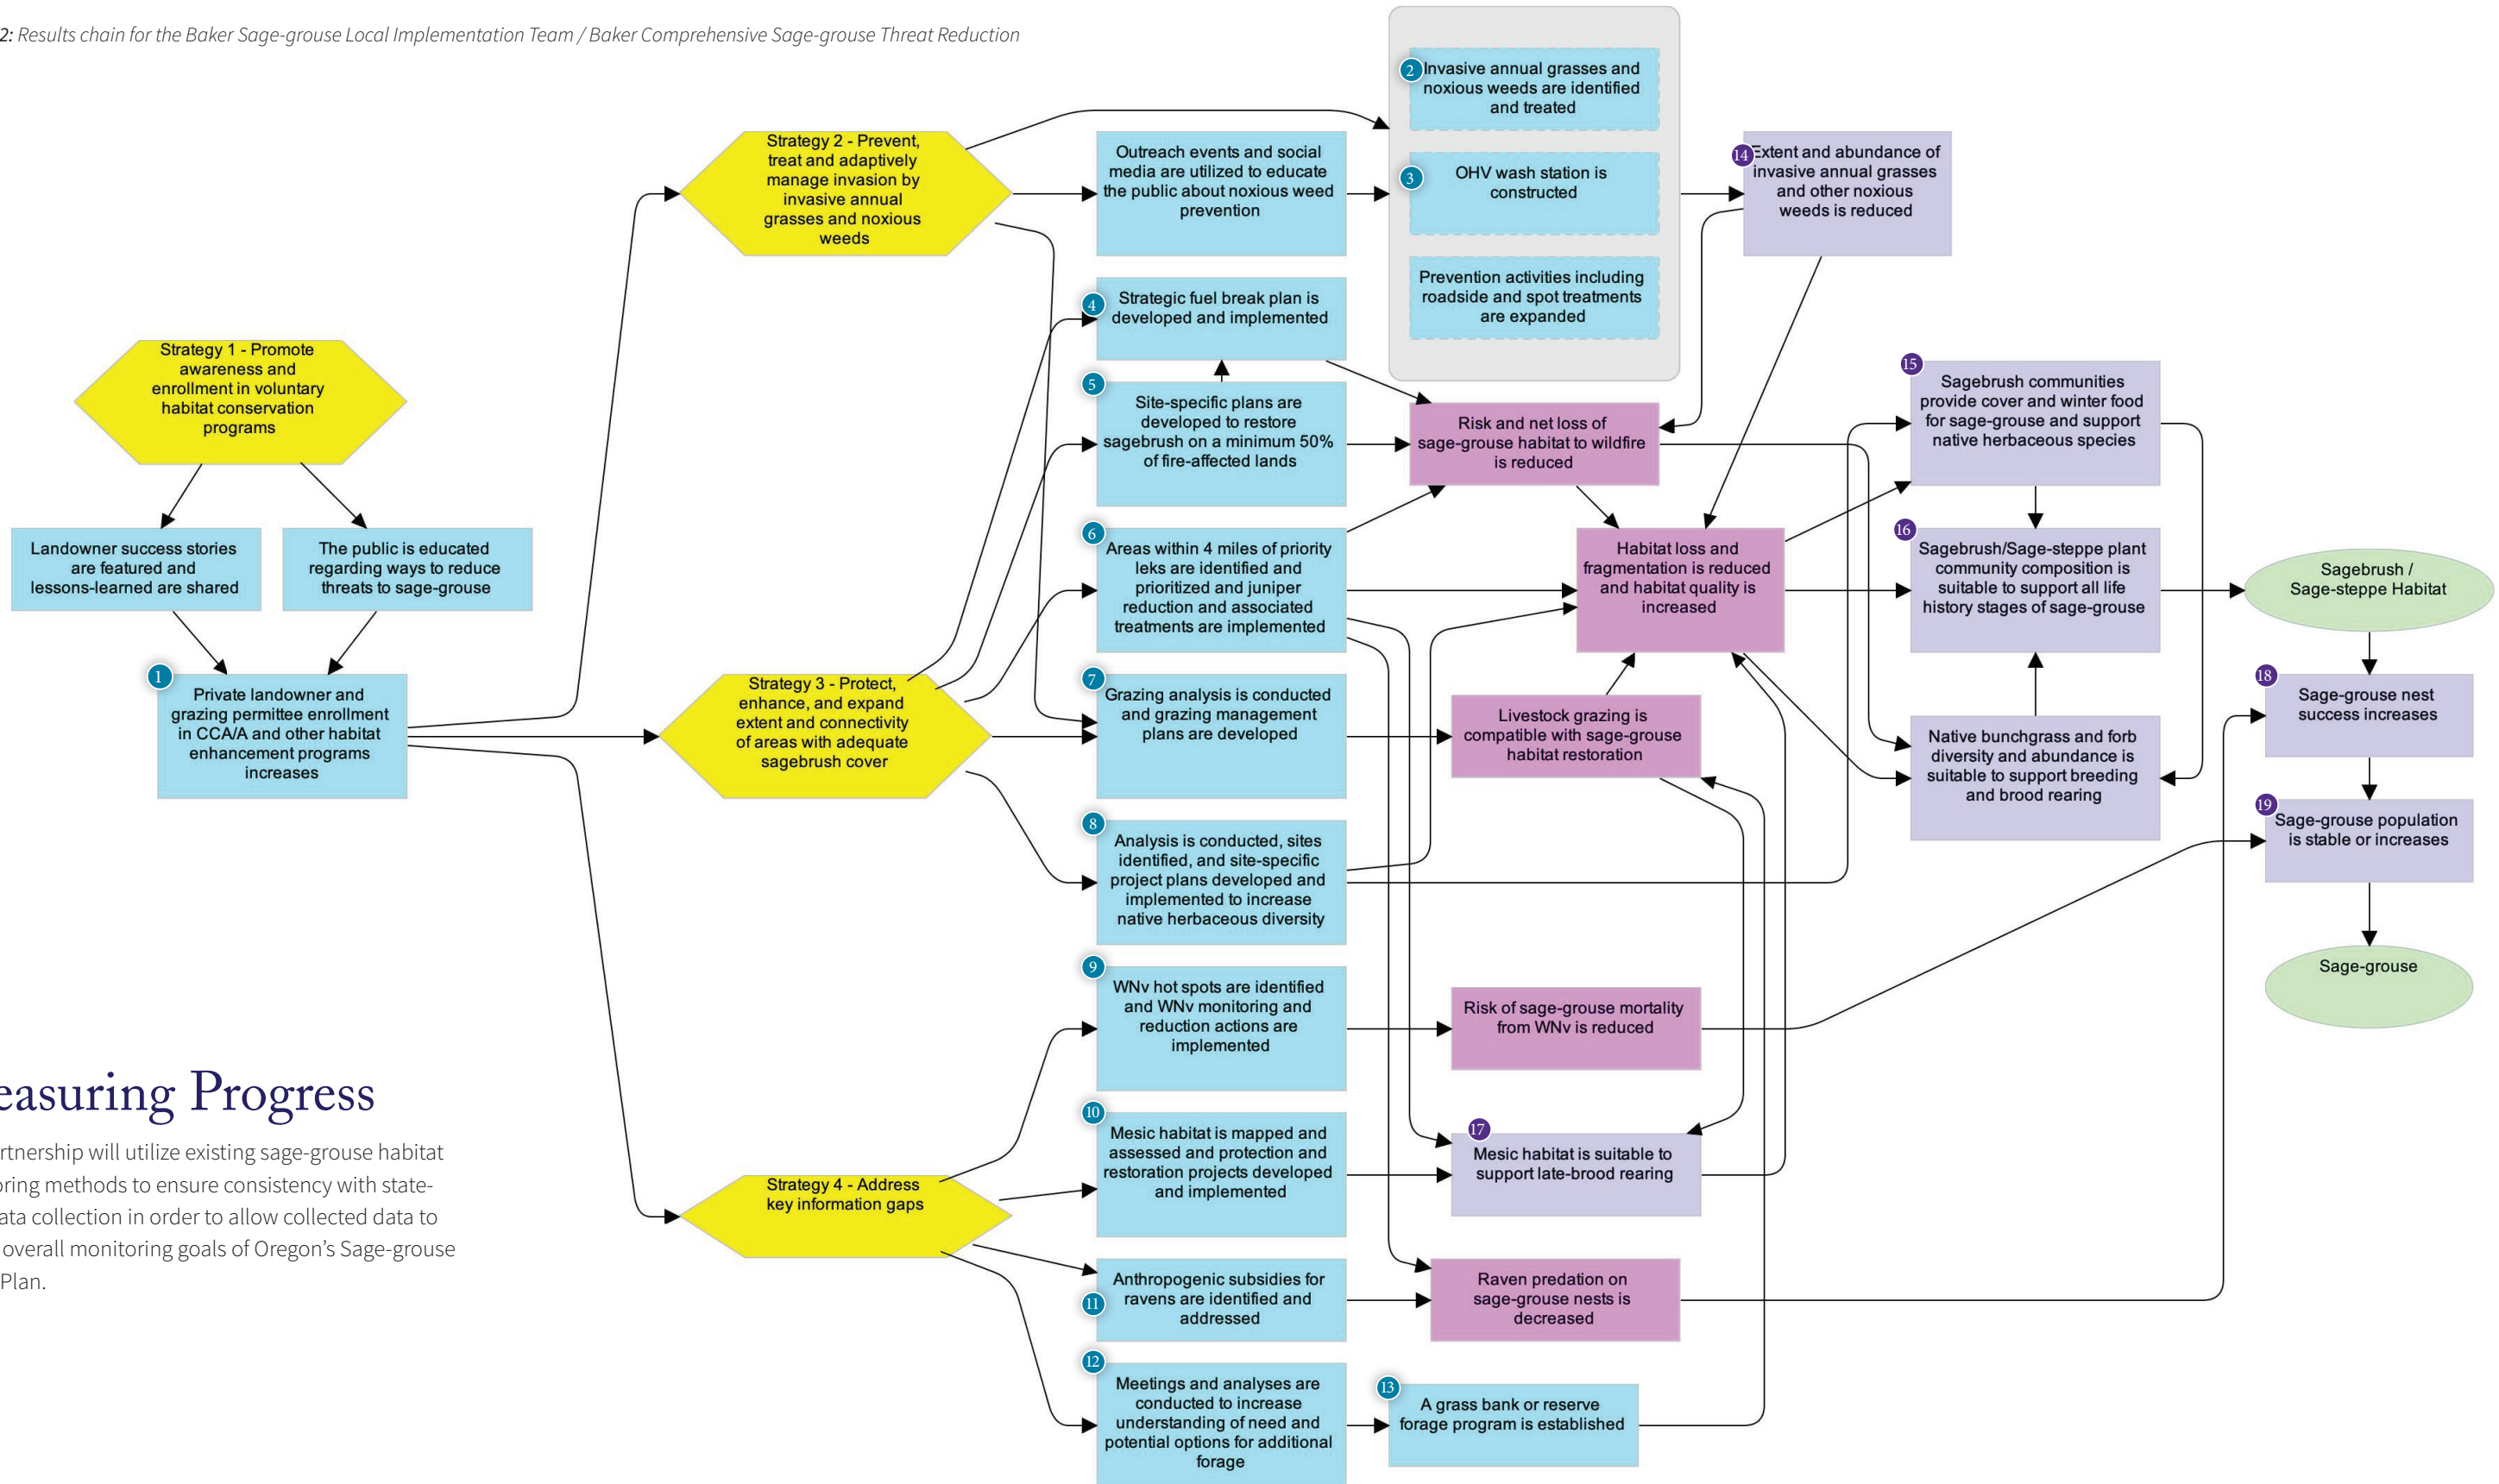 2: Results chain for the Baker Sage-grouse Local Implementation Team / Baker Comprehensive Sage-grouse Threat Reduction
Strategy 1 - Promote
awareness and
enrollment in voluntary
habitat conservation
programs
Landowner success stories
are featured and
lessons-learned are shared
The public is educated
regarding ways to reduce
threats to sage-grouse
1
Private landowner and
grazing permittee enrollment
in CCA/A and other habitat
enhancement programs
increases
Strategy 2 - Prevent,
treat and adaptively
manage invasion by
invasive annual
grasses and noxious
weeds
Strategy 3 - Protect,
enhance, and expand
extent and connectivity
of areas with adequate
sagebrush cover
Strategy 4 - Address
key information gaps
Outreach events and social
media are utilized to educate
the public about noxious weed
prevention
4
Strategic fuel break plan is
developed and implemented
5
Site-specific plans are
developed to restore
sagebrush on a minimum 50%
of fire-affected lands
6
Areas within 4 miles of priority
leks are identified and
prioritized and juniper
reduction and associated
treatments are implemented
7
Grazing analysis is conducted
and grazing management
plans are developed
8
Analysis is conducted, sites
identified, and site-specific
project plans developed and
implemented to increase
native herbaceous diversity
9
WNv hot spots are identified
and WNv monitoring and
reduction actions are
implemented
10
Mesic habitat is mapped and
assessed and protection and
restoration projects developed
and implemented
11
Anthropogenic subsidies for
ravens are identified and
addressed
12
Meetings and analyses are
conducted to increase
understanding of need and
potential options for additional
forage
2
Invasive annual grasses and
noxious weeds are identified
and treated
3
OHV wash station is
constructed
Prevention activities including
roadside and spot treatments
are expanded
Risk and net loss of
sage-grouse habitat to wildfire
is reduced
Habitat loss and
fragmentation is reduced
and habitat quality is
increased
Livestock grazing is
compatible with sage-grouse
habitat restoration
Risk of sage-grouse mortality
from WNv is reduced
17
Mesic habitat is suitable to
support late-brood rearing
Raven predation on
sage-grouse nests is
decreased
13
A grass bank or reserve
forage program is established
14
Extent and abundance of
invasive annual grasses
and other noxious
weeds is reduced
15
Sagebrush communities
provide cover and winter food
for sage-grouse and support
native herbaceous species
16
Sagebrush/Sage-steppe plant
community composition is
suitable to support all life
history stages of sage-grouse
Native bunchgrass and forb
diversity and abundance is
suitable to support breeding
and brood rearing
Sagebrush /
Sage-steppe Habitat
18
Sage-grouse nest
success increases
19
Sage-grouse population
is stable or increases
Sage-grouse
easuring Progress
rtnership will utilize existing sage-grouse habitat
oring methods to ensure consistency with state-
ata collection in order to allow collected data to
overall monitoring goals of Oregon's Sage-grouse
Plan.